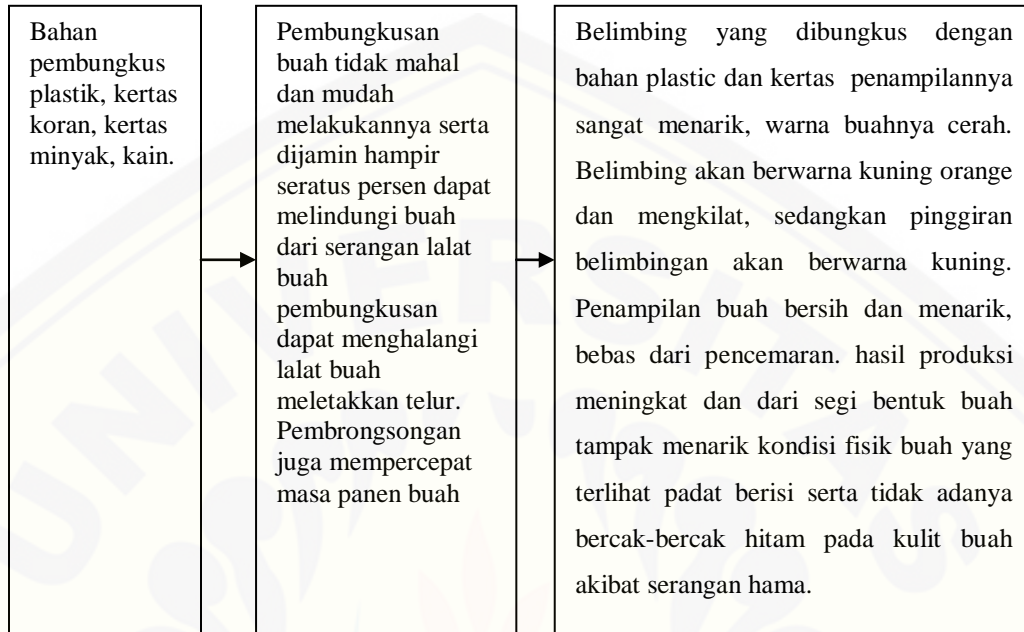 Bahan
pembungkus
plastik, kertas
koran, kertas
minyak, kain.
Pembungkusan
buah tidak mahal
dan mudah
melakukannya serta
dijamin hampir
seratus persen dapat
melindungi buah
dari serangan lalat
buah
pembungkusan
dapat menghalangi
lalat buah
meletakkan telur.
Pembrongsongan
juga mempercepat
masa panen buah
Belimbing yang dibungkus dengan
bahan plastic dan kertas penampilannya
sangat menarik, warna buahnya cerah.
Belimbing akan berwarna kuning orange
dan mengkilat, sedangkan pinggiran
belimbingan akan berwarna kuning.
Penampilan buah bersih dan menarik,
bebas dari pencemaran. hasil produksi
meningkat dan dari segi bentuk buah
tampak menarik kondisi fisik buah yang
terlihat padat berisi serta tidak adanya
bercak-bercak hitam pada kulit buah
akibat serangan hama.
UNIVERSITAS